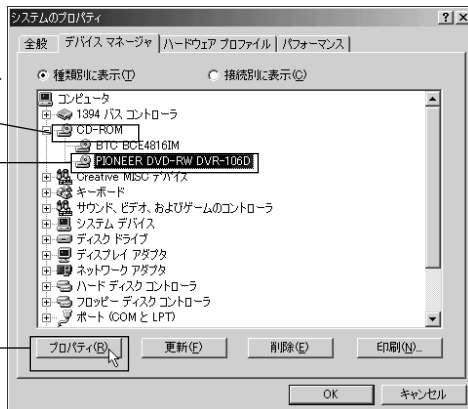 システムのプロパティ
全般 デバイス マネージャ ハードウェア プロファイル パフォーマンス
種類別に表示(T) 接続別に表示(C)
コンピュータ
1394 バス コントローラ
CD-ROM
BTC BCE4816IM
PIONEER DVD-RW DVR-106D
Creative MISC デバイス
キーボード
サウンド、ビデオ、およびゲームのコントローラ
システム デバイス
ディスク ドライブ
ディスプレイ アダプタ
ネットワーク アダプタ
ハード ディスク コントローラ
フロッピー ディスク コントローラ
ポート (COM と LPT)
プロパティ(R) 更新(F) 削除(E) 印刷(N)...
OK キャンセル